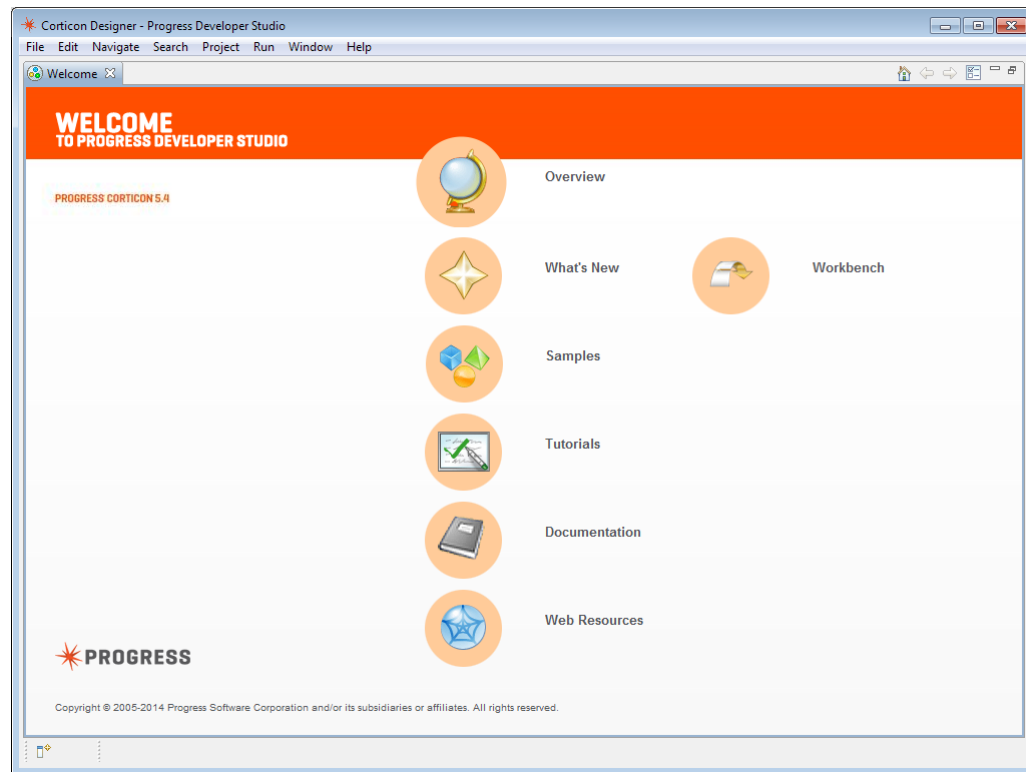 Corticon Designer - Progress Developer Studio
File Edit Navigate Search Project Run Window Help
Welcome
WELCOME
TO PROGRESS DEVELOPER STUDIO
PROGRESS CORTICON 5.4
Overview
What's New
Workbench
Samples
Tutorials
Documentation
Web Resources
PROGRESS
Copyright © 2005-2014 Progress Software Corporation and/or its subsidiaries or affiliates. All rights reserved.